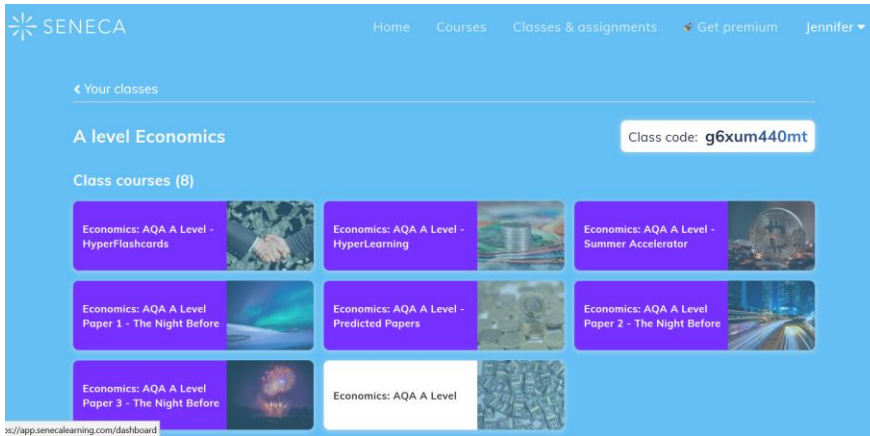 SENECA
Home Courses Classes & assignments Get premium Jennifer
Your classes
A level Economics
Class code: g6xum440mt
Class courses (8)
Economics: AQA A Level -
HyperFlashcards
Economics: AQA A Level -
HyperLearning
Economics: AQA A Level -
Summer Accelerator
Economics: AQA A Level
Paper 1 - The Night Before
Economics: AQA A Level -
Predicted Papers
Economics: AQA A Level
Paper 2 - The Night Before
Economics: AQA A Level
Paper 3 - The Night Before
Economics: AQA A Level
ps://app.senecalearning.com/dashboard